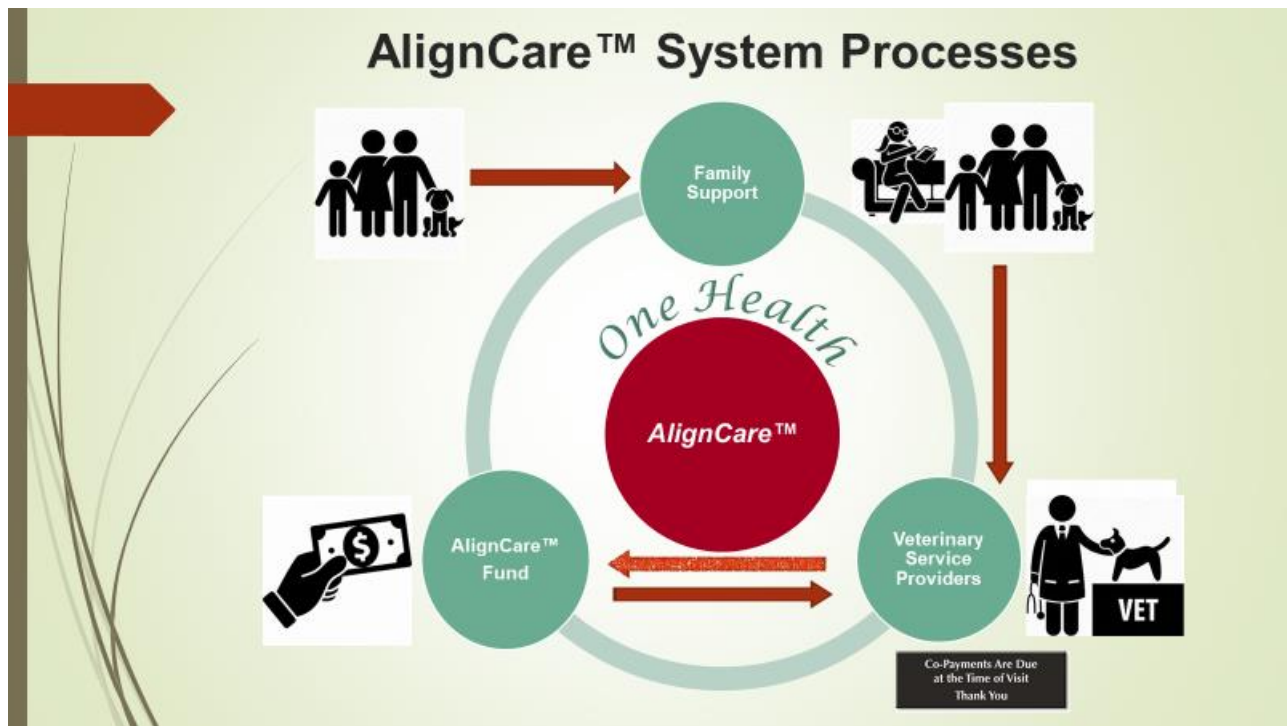 AlignCare™ System Processes
Family
Support
One Health
AlignCare™
AlignCare™
Fund
$
Veterinary
Service
Providers
VET
Co-Payments Are Due
at the Time of Visit
Thank You